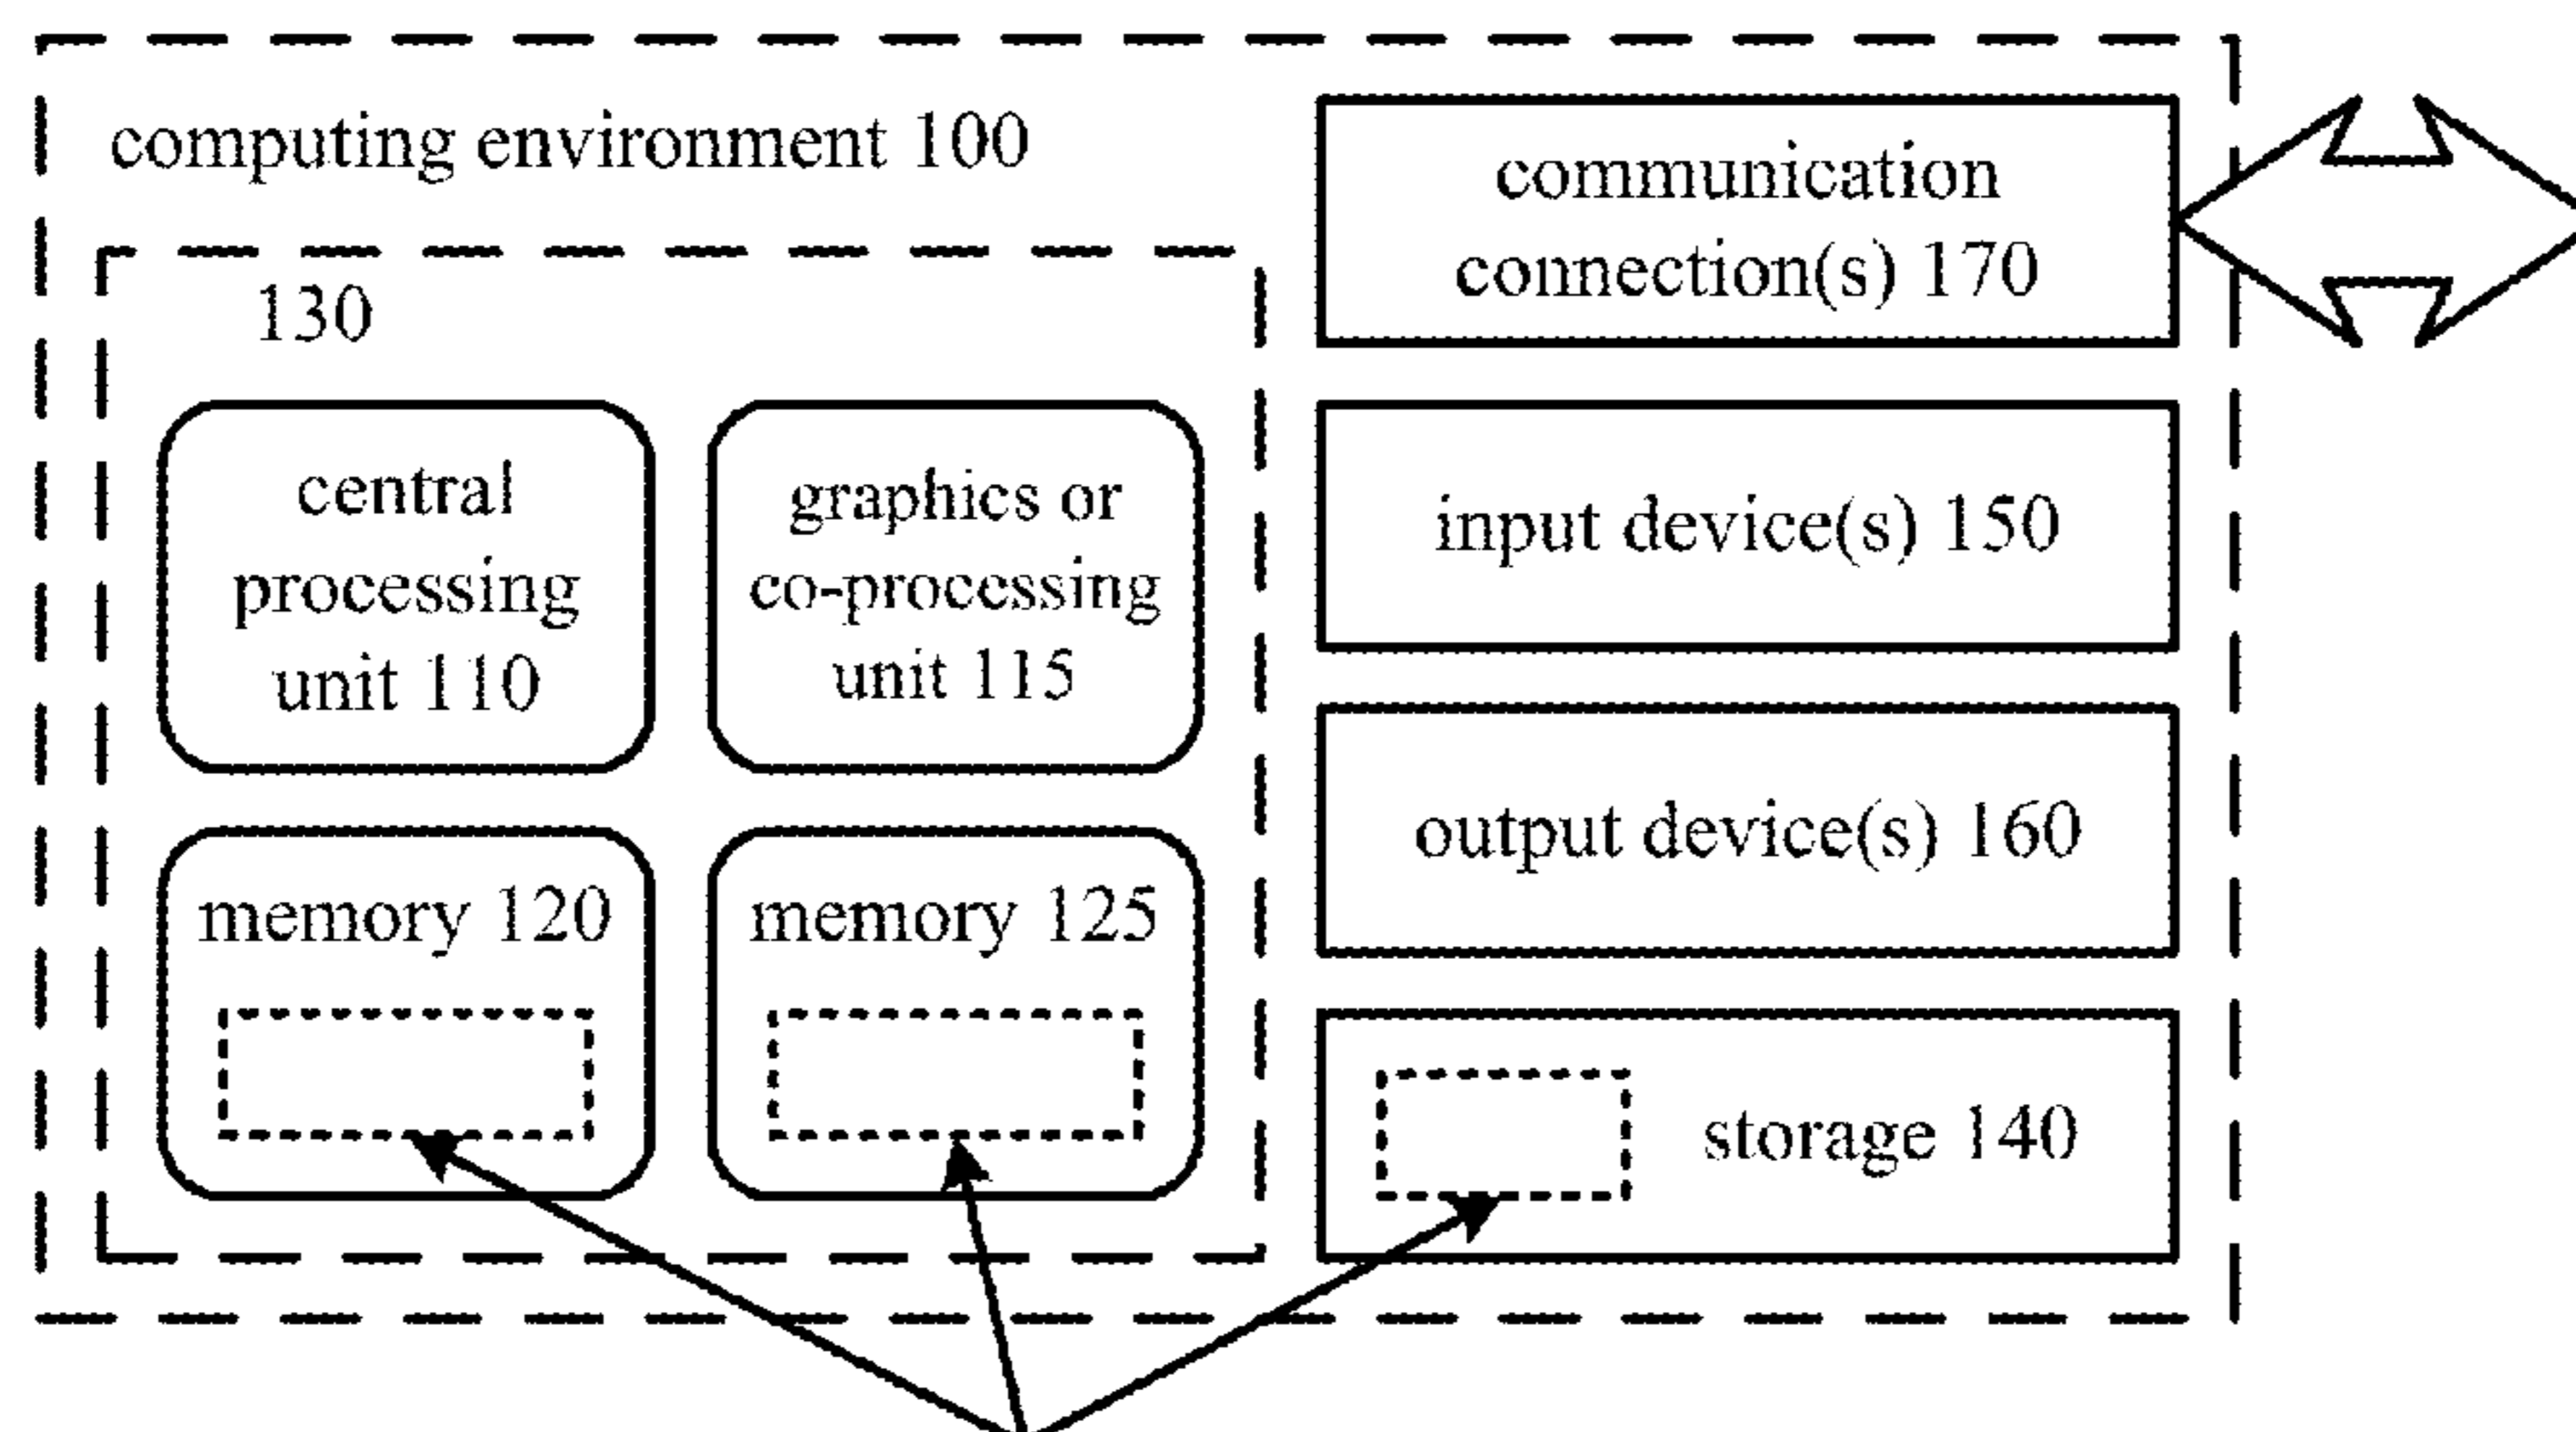 computing environment 100
130
central
processing
unit 110
graphics or
co-processing
unit 115
memory 120
memory 125
communication
connection(s) 170
input device(s) 150
output device(s) 160
storage 140